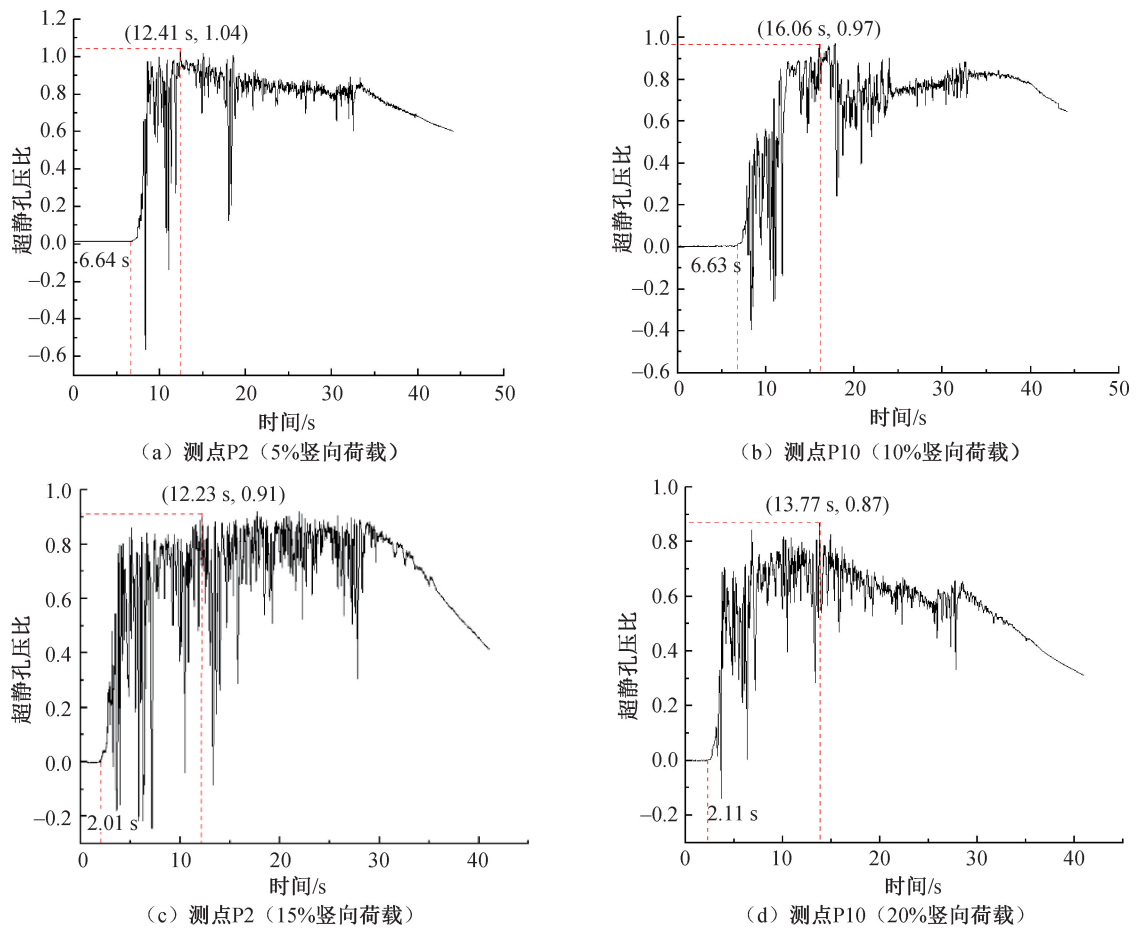 1.2
(12.41 s, 1.04)
1.0
0.8
0.6
0.4
0.2
0.0
6.64 s
–0.2
–0.4
–0.6
0 10 20 30 40 50
超静孔压比
时间/s
(a) 测点P2（5%竖向荷载）
(16.06 s, 0.97)
1.0
0.8
0.6
0.4
0.2
0.0
6.63 s
–0.2
–0.4
–0.6
0 10 20 30 40 50
超静孔压比
时间/s
(b) 测点P10（10%竖向荷载）
1.0
(12.23 s, 0.91)
0.8
0.6
0.4
0.2
0.0
–0.2
2.01 s
0 10 20 30 40
超静孔压比
时间/s
(c) 测点P2（15%竖向荷载）
1.0
(13.77 s, 0.87)
0.8
0.6
0.4
0.2
0.0
–0.2
2.11 s
0 10 20 30 40
超静孔压比
时间/s
(d) 测点P10（20%竖向荷载）